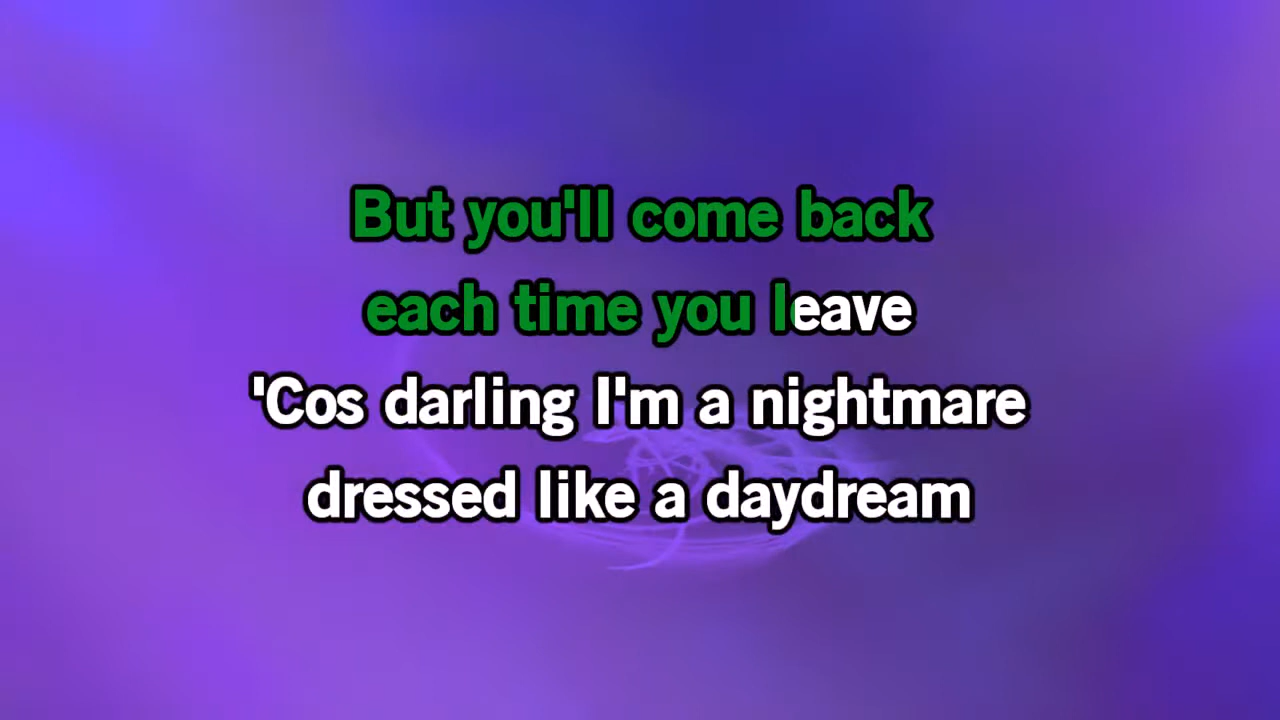 But you'll come back
each time you leave
'Cos darling I'm a nightmare
dressed like a daydream